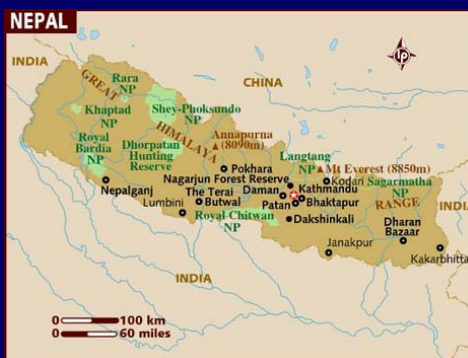 NEPAL
INDIA
CHINA
GREAT
Rara
NP
Khaptad
NP
Shey-Phoksundo
NP
HIMALAYA
Royal
Bardia
NP
Dhorpatan
Hunting
Reserve
Annapurna
(8090m)
Langtang
NP
Mt Everest (8850m)
Pokhara
Nagarjun Forest Reserve
Kodari
Sagarmatha
NP
Nepalganj
The Terai
Daman
Kathmandu
Lumbini
Butwal
Patan
Bhaktapur
RANGE
INDIA
Royal Chitwan
NP
Dakshinkali
Dharan
Bazaar
Janakpur
Kakarbhitta
INDIA
0 100 km
0 60 miles
lp